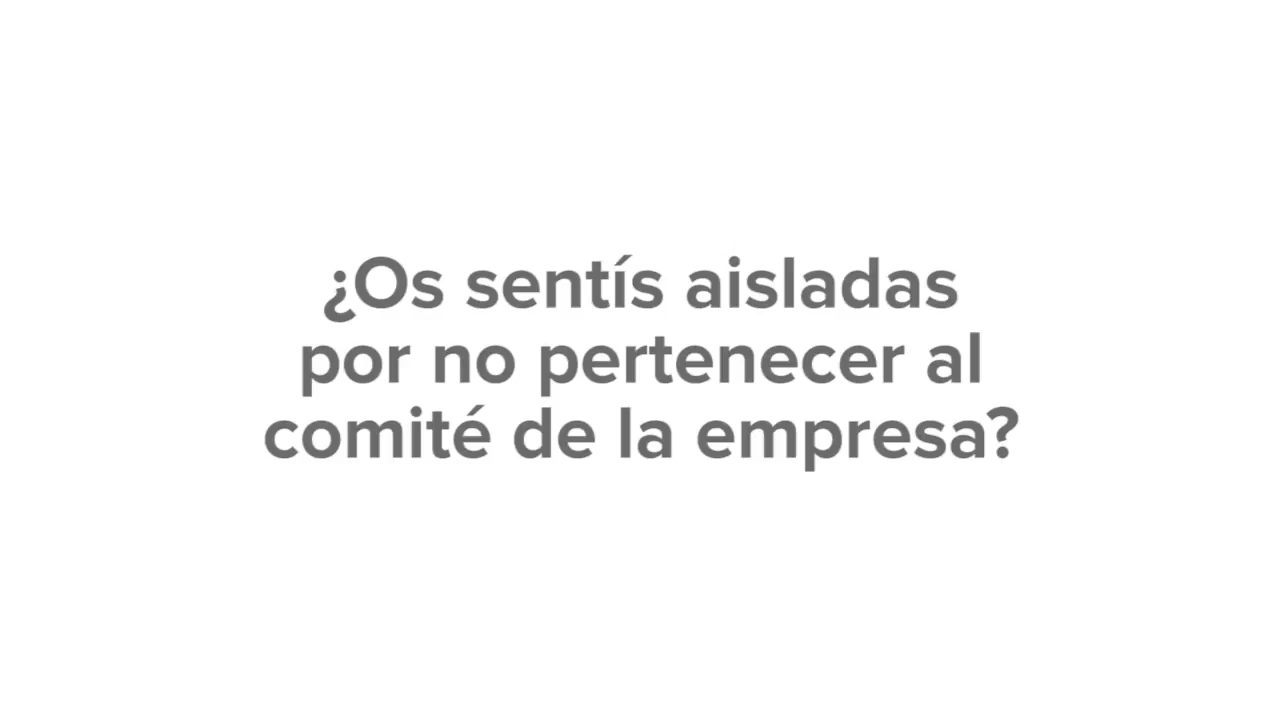 ¿Os sentís aisladas
por no pertenecer al
comité de la empresa?